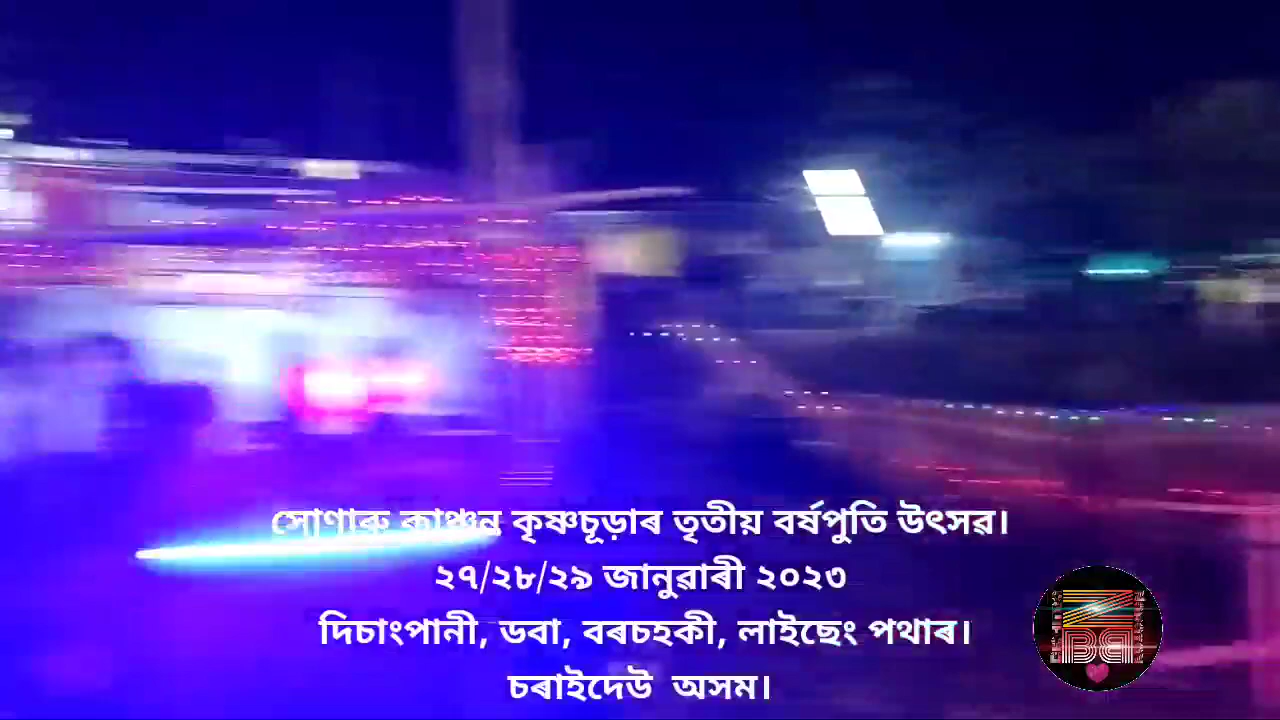 সোণাৰু কাঞ্চন কৃষ্ণচূড়াৰ তৃতীয় বৰ্ষপুতি উৎসৱ।
২৭/২৮/২৯ জানুৱাৰী ২০২৩
দিচাংপানী, ডবা, বৰচহকী, লাইছেং পথাৰ।
চৰাইদেউ অসম।